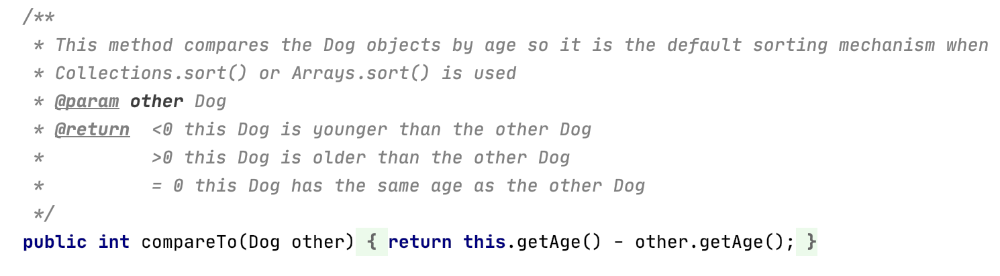 /**
 * This method compares the Dog objects by age so it is the default sorting mechanism when
 * Collections.sort() or Arrays.sort() is used
 * @param other Dog
 * @return  <0 this Dog is younger than the other Dog
 *          >0 this Dog is older than the other Dog
 *          = 0 this Dog has the same age as the other Dog
 */
public int compareTo(Dog other) { return this.getAge() - other.getAge(); }